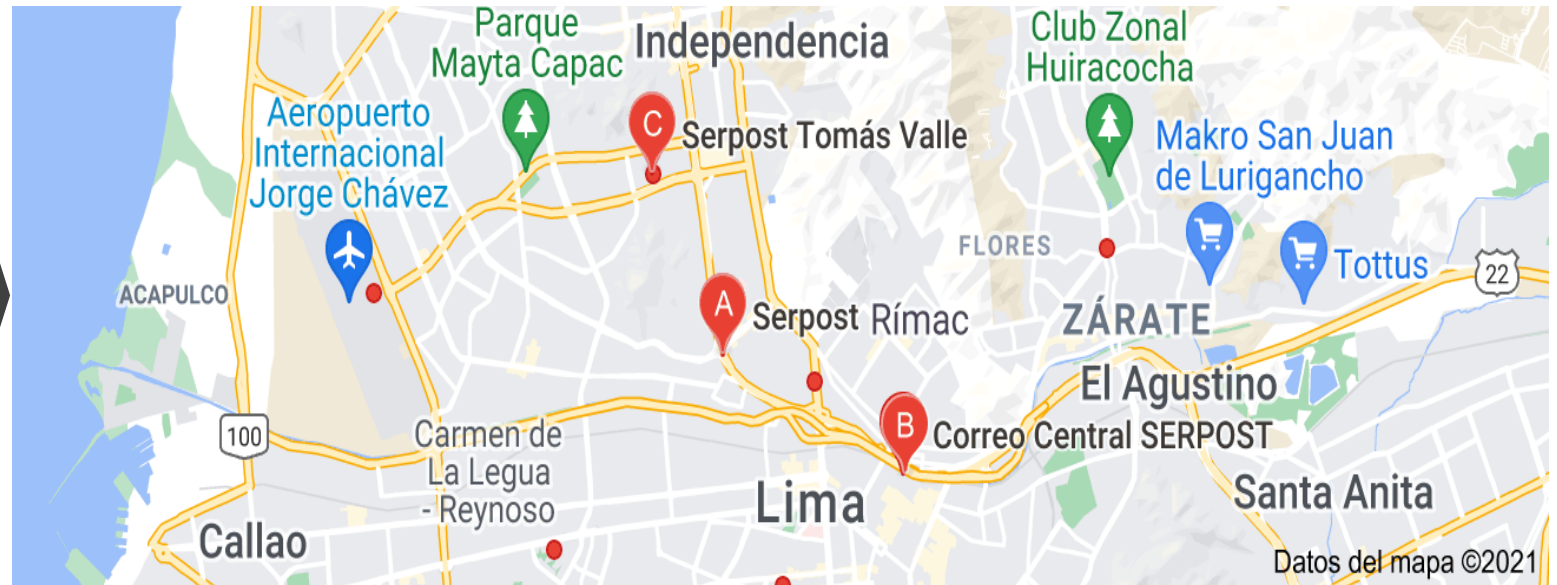 Parque
Mayta Capac
Independencia
Club Zonal
Huiracocha
Aeropuerto
Internacional
Jorge Chávez
C
Serpost Tomás Valle
Makro San Juan
de Lurigancho
FLORES
Tottus
22
ACAPULCO
A
Serpost
Rímac
ZÁRATE
El Agustino
100
Carmen de
La Legua
- Reynoso
B
Correo Central SERPOST
Lima
Santa Anita
Callao
Datos del mapa ©2021